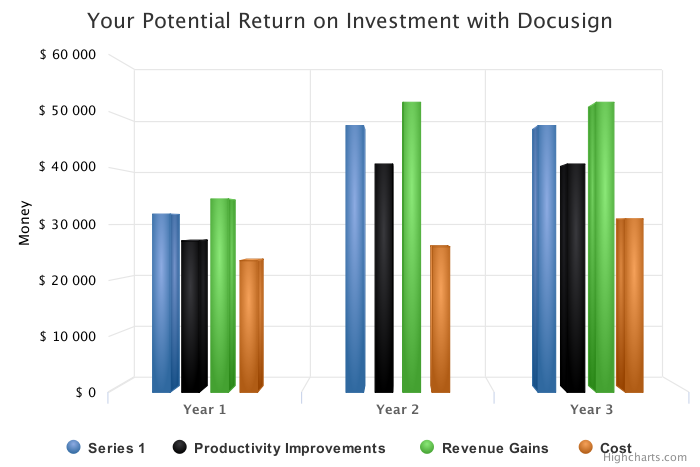 Your Potential Return on Investment with Docusign
$ 60 000
$ 50 000
$ 40 000
$ 30 000
$ 20 000
$ 10 000
$ 0
Money
Year 1 Year 2 Year 3
Series 1 Productivity Improvements Revenue Gains Cost
Highcharts.com